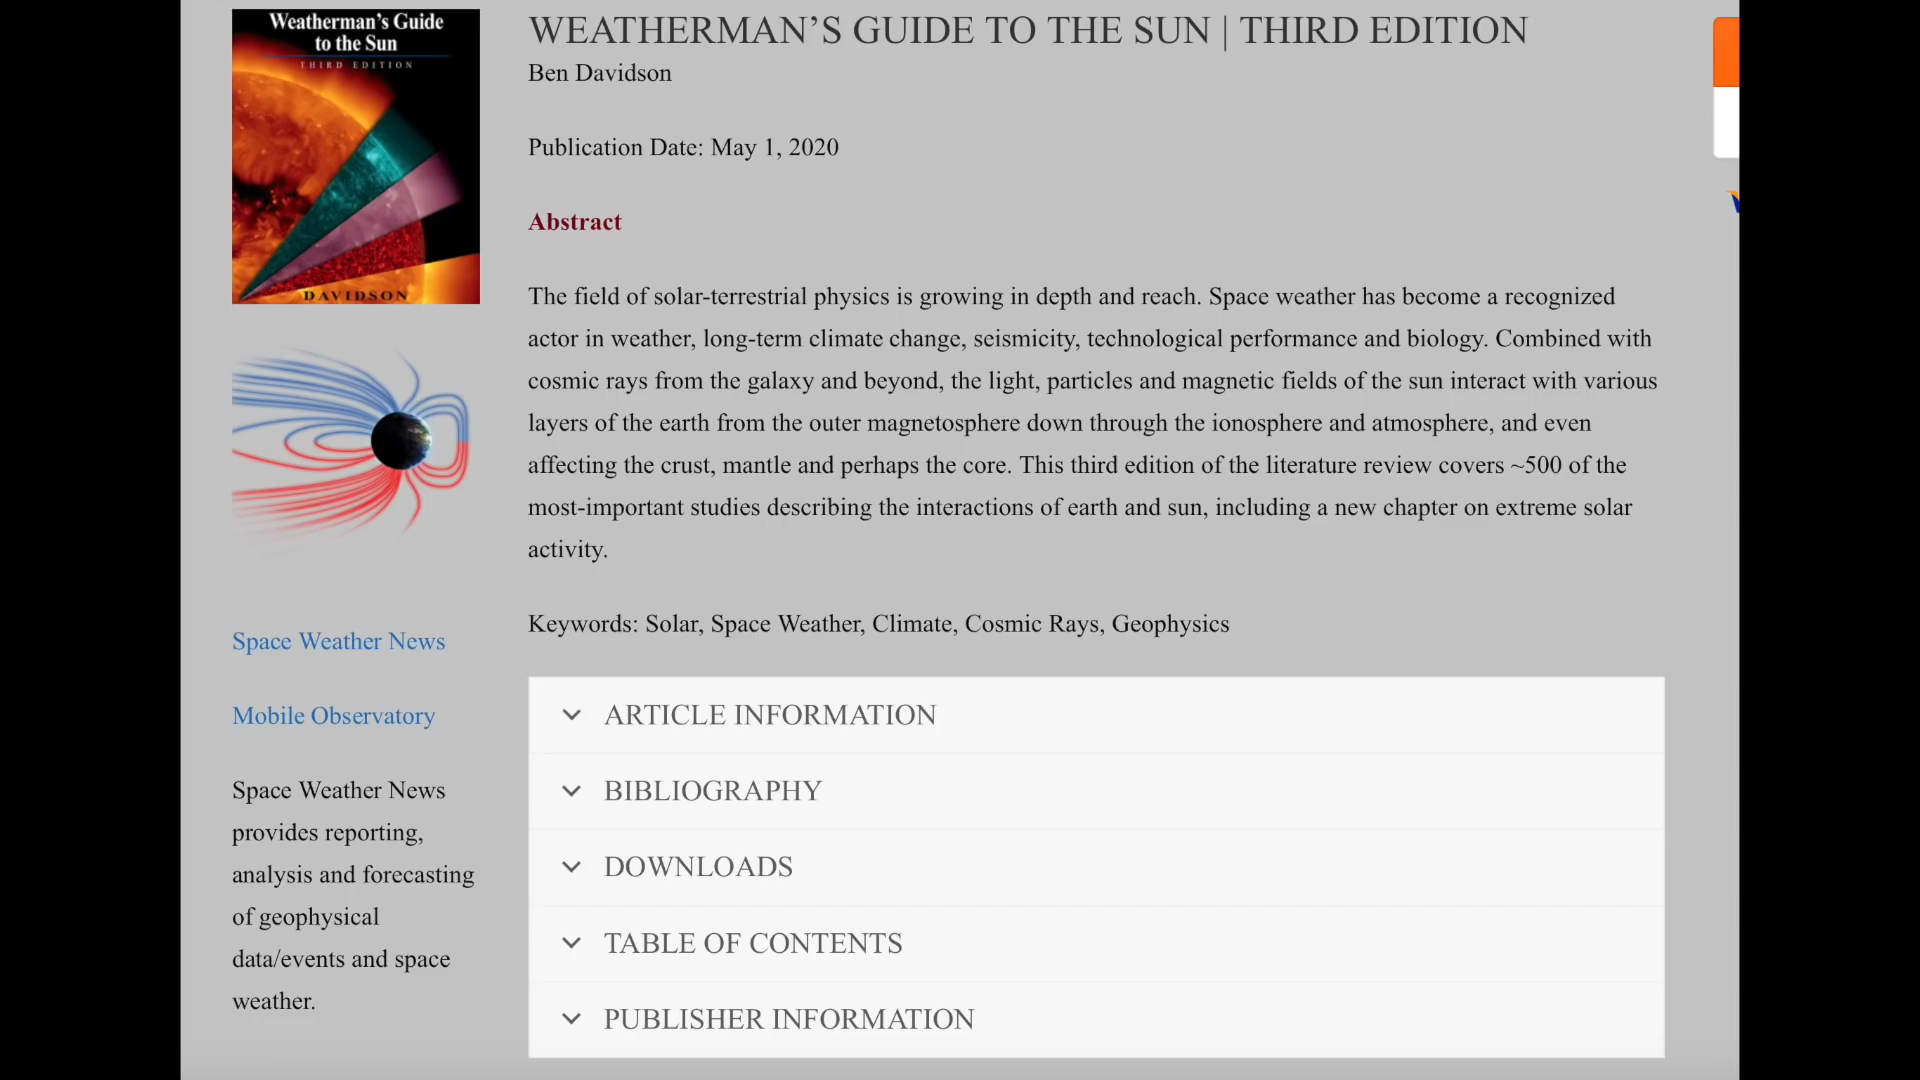 Weatherman's Guide
to the Sun
THIRD EDITION
DAVIDSON
Space Weather News
Mobile Observatory
Space Weather News
provides reporting,
analysis and forecasting
of geophysical
data/events and space
weather.
WEATHERMAN’S GUIDE TO THE SUN | THIRD EDITION
Ben Davidson
Publication Date: May 1, 2020
Abstract
The field of solar-terrestrial physics is growing in depth and reach. Space weather has become a recognized
actor in weather, long-term climate change, seismicity, technological performance and biology. Combined with
cosmic rays from the galaxy and beyond, the light, particles and magnetic fields of the sun interact with various
layers of the earth from the outer magnetosphere down through the ionosphere and atmosphere, and even
affecting the crust, mantle and perhaps the core. This third edition of the literature review covers ~500 of the
most-important studies describing the interactions of earth and sun, including a new chapter on extreme solar
activity.
Keywords: Solar, Space Weather, Climate, Cosmic Rays, Geophysics
ARTICLE INFORMATION
BIBLIOGRAPHY
DOWNLOADS
TABLE OF CONTENTS
PUBLISHER INFORMATION